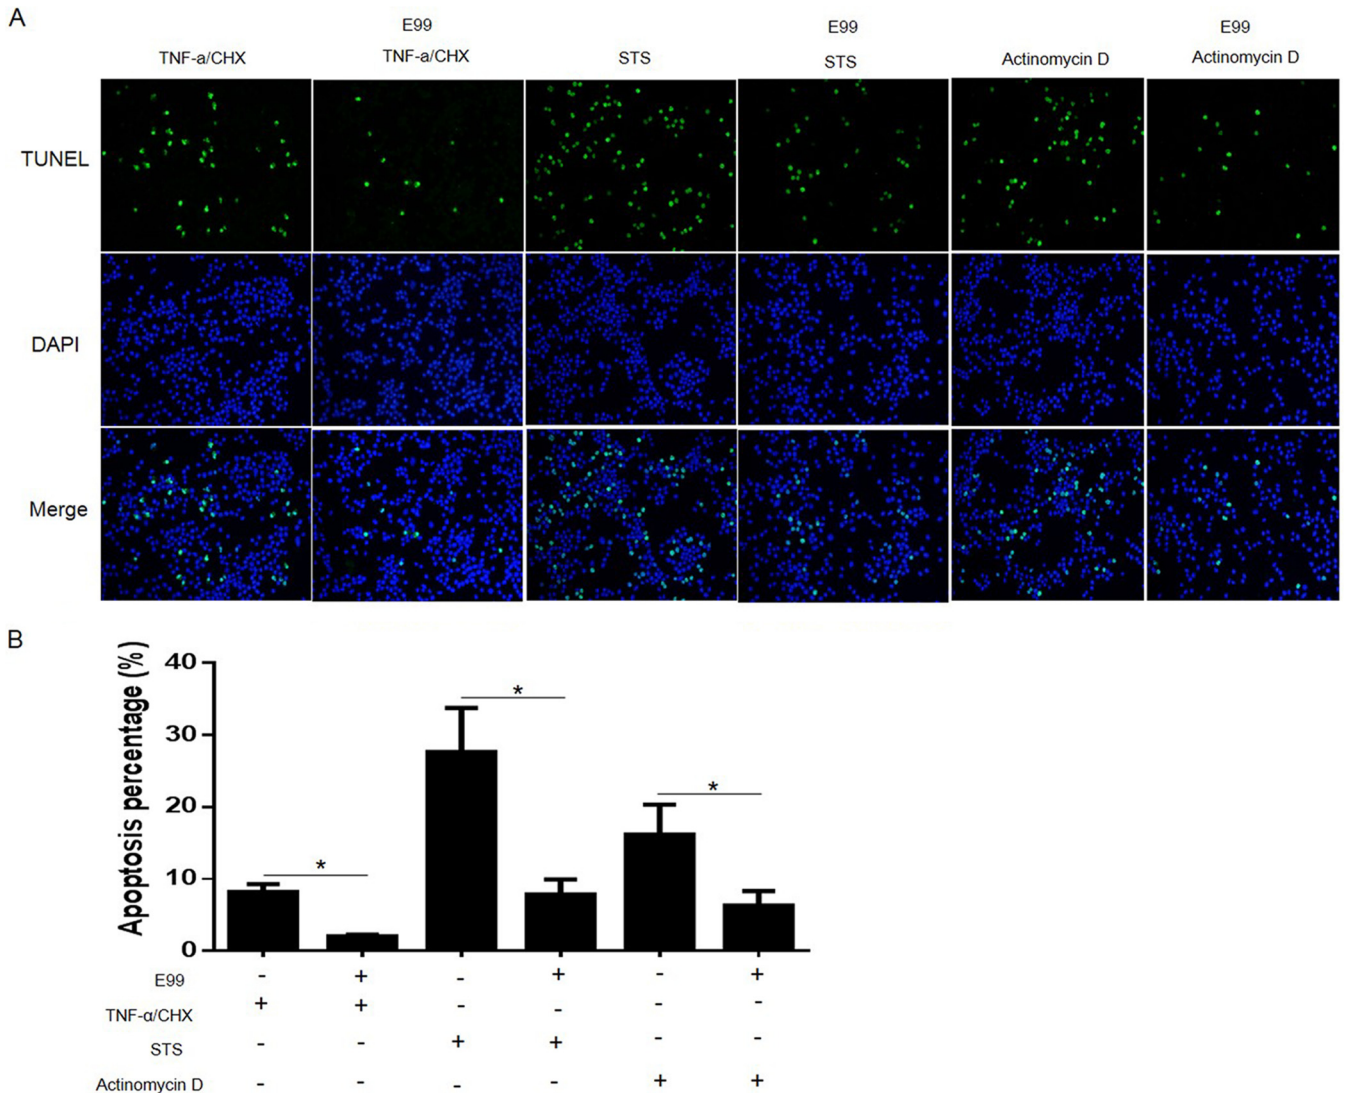 A
E99 E99 E99
TNF-a/CHX TNF-a/CHX STS STS Actinomycin D Actinomycin D
TUNEL
DAPI
Merge
B
Apoptosis percentage (%)
40
30
20
10
0
*
*
*
E99 - + - + - +
TNF-α/CHX + + - - - -
STS - - + + - -
Actinomycin D - - - - + +